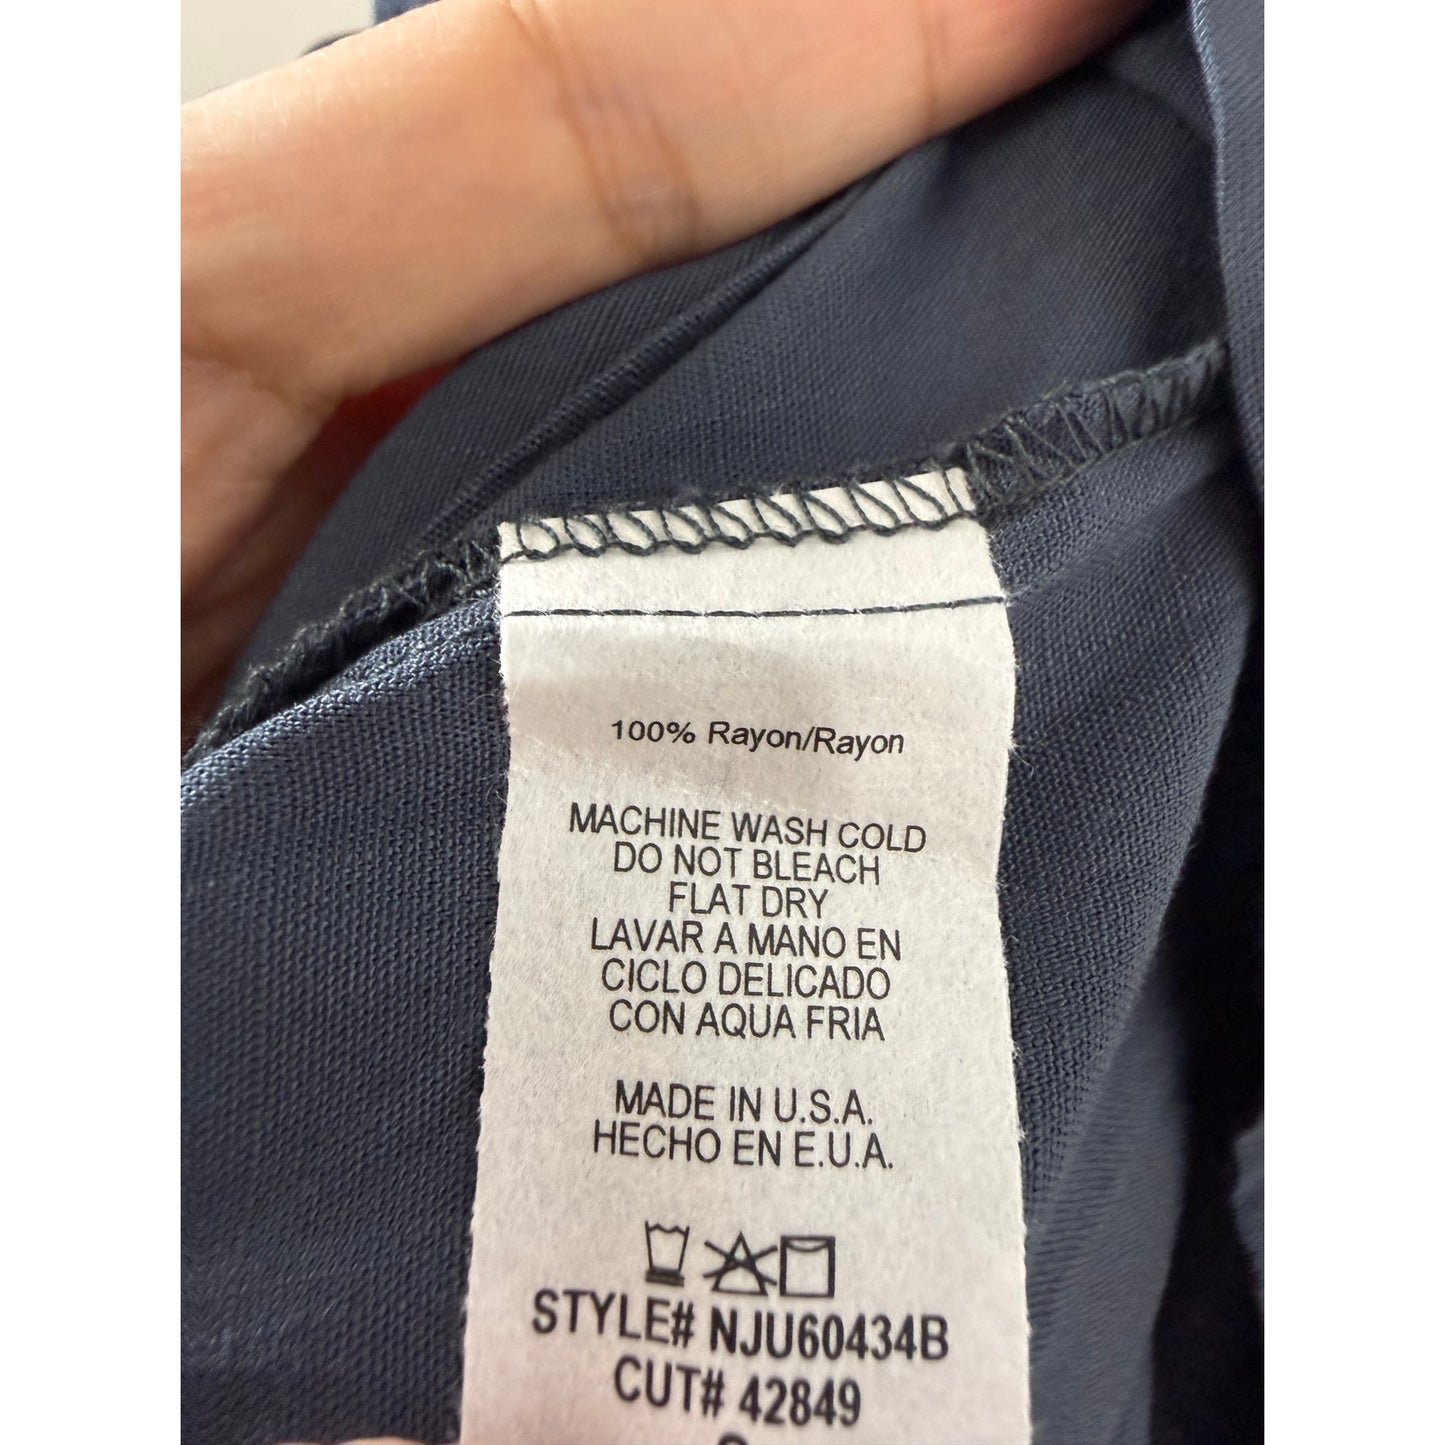 100% Rayon/Rayon
MACHINE WASH COLD
DO NOT BLEACH
FLAT DRY
LAVAR A MANO EN
CICLO DELICADO
CON AQUA FRIA
MADE IN U.S.A.
HECHO EN E.U.A.
STYLE# NJU60434B
CUT# 42849